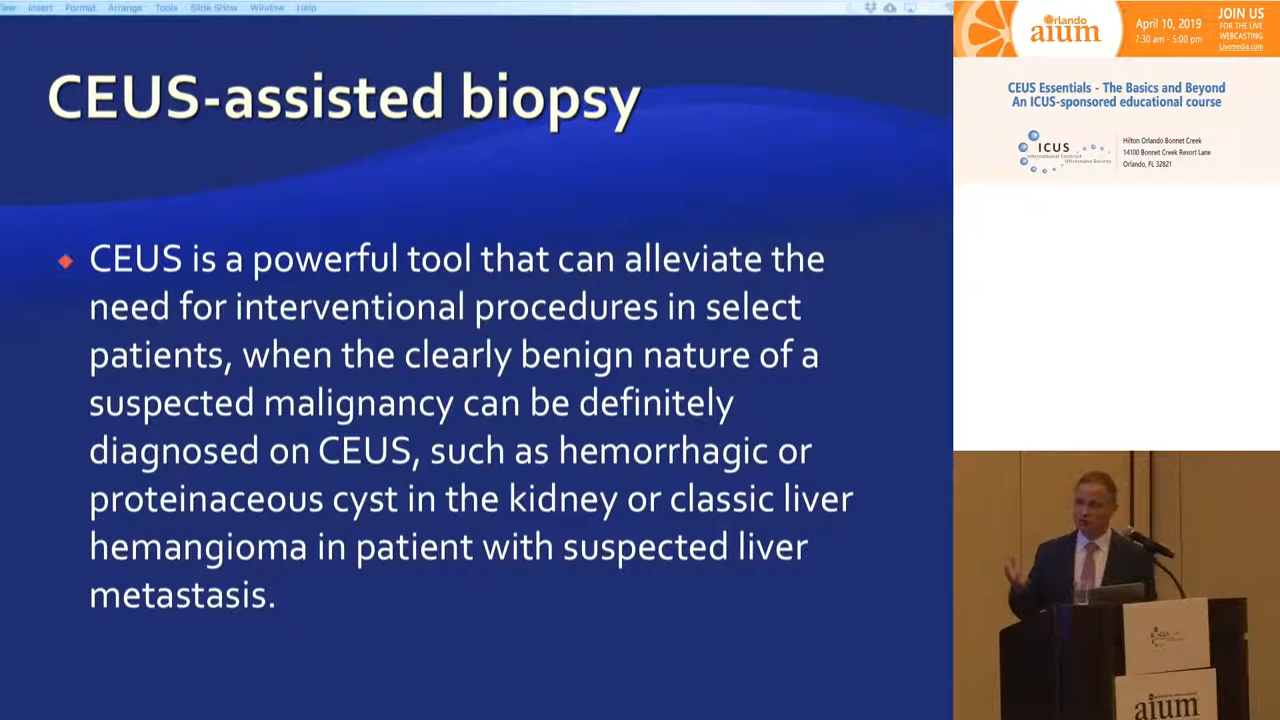 Insert Format Arrange Tools Slide Show Window Help
CEUS-assisted biopsy
CEUS is a powerful tool that can alleviate the
need for interventional procedures in select
patients, when the clearly benign nature of a
suspected malignancy can be definitely
diagnosed on CEUS, such as hemorrhagic or
proteinaceous cyst in the kidney or classic liver
hemangioma in patient with suspected liver
metastasis.
Orlando
aium
April 10, 2019
7:30 am - 5:00 pm
JOIN US
FOR THE LIVE
WEBCASTING
Livemedia.com
CEUS Essentials - The Basics and Beyond
An ICUS-sponsored educational course
ICUS
International Contrast
Ultrasound Society
Hilton Orlando Bonnet Creek
14100 Bonnet Creek Resort Lane
Orlando, FL 32821
aium